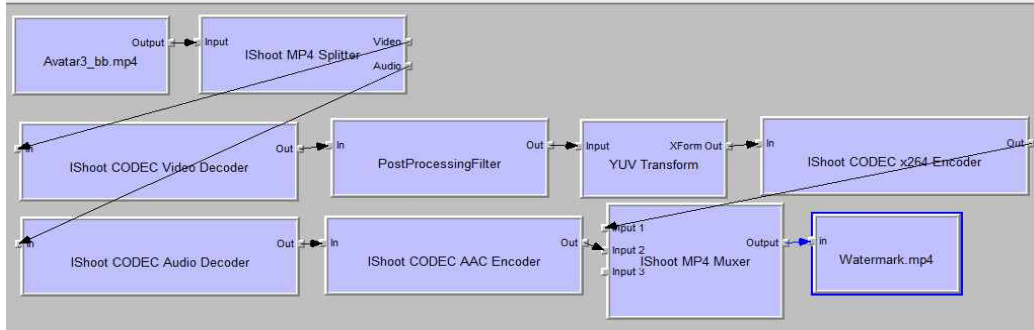 Output
Input
Video
Audio
Avatar3_bb.mp4
IShoot MP4 Splitter
In
Out
IShoot CODEC Video Decoder
In
Out
PostProcessingFilter
Input
XForm Out
YUV Transform
In
Out
IShoot CODEC x264 Encoder
In
Out
IShoot CODEC Audio Decoder
In
Out
IShoot CODEC AAC Encoder
Input 1
Input 2
Input 3
Output
IShoot MP4 Muxer
in
Watermark.mp4